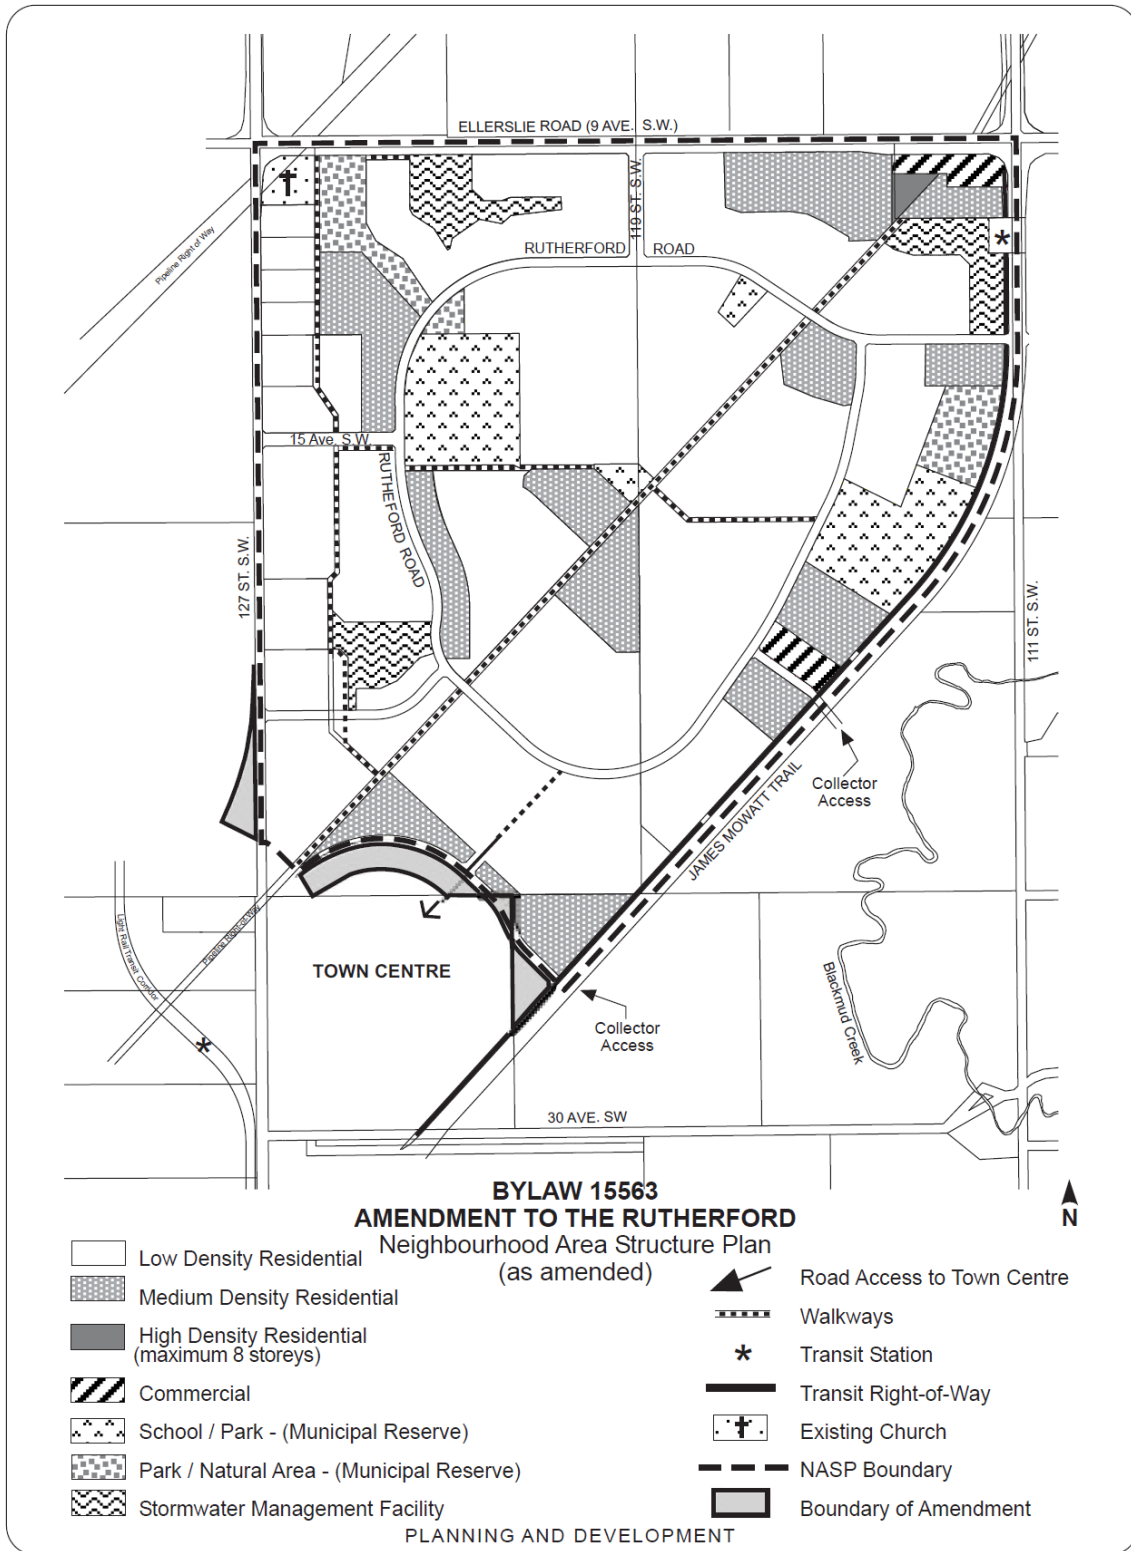 ELLERSLIE ROAD (9 AVE. S.W.)
119 ST. S.W.
Pipeline Right of Way
RUTHERFORD ROAD
*
15 Ave. S.W.
RUTHEFORD ROAD
127 ST. S.W.
111 ST. S.W.
Collector
Access
JAMES MOWATT TRAIL
Pipeline Right-of-Way
Light Rail Transit Corridor
TOWN CENTRE
Blackmud Creek
*
Collector
Access
30 AVE. SW
BYLAW 15563
AMENDMENT TO THE RUTHERFORD
Neighbourhood Area Structure Plan
(as amended)
N
Low Density Residential
Medium Density Residential
High Density Residential
(maximum 8 storeys)
Commercial
School / Park - (Municipal Reserve)
Park / Natural Area - (Municipal Reserve)
Stormwater Management Facility
Road Access to Town Centre
Walkways
* Transit Station
Transit Right-of-Way
Existing Church
NASP Boundary
Boundary of Amendment
PLANNING AND DEVELOPMENT